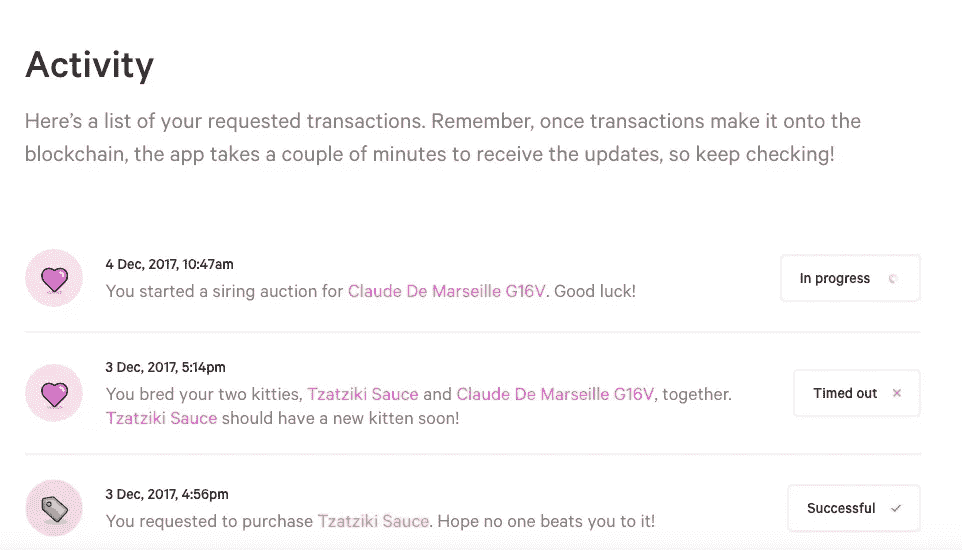 Activity
Here's a list of your requested transactions. Remember, once transactions make it onto the
blockchain, the app takes a couple of minutes to receive the updates, so keep checking!
4 Dec, 2017, 10:47am
You started a siring auction for Claude De Marseille G16V. Good luck!
In progress
3 Dec, 2017, 5:14pm
You bred your two kitties, Tzatziki Sauce and Claude De Marseille G16V, together.
Tzatziki Sauce should have a new kitten soon!
Timed out ×
3 Dec, 2017, 4:56pm
You requested to purchase Tzatziki Sauce. Hope no one beats you to it!
Successful ✓